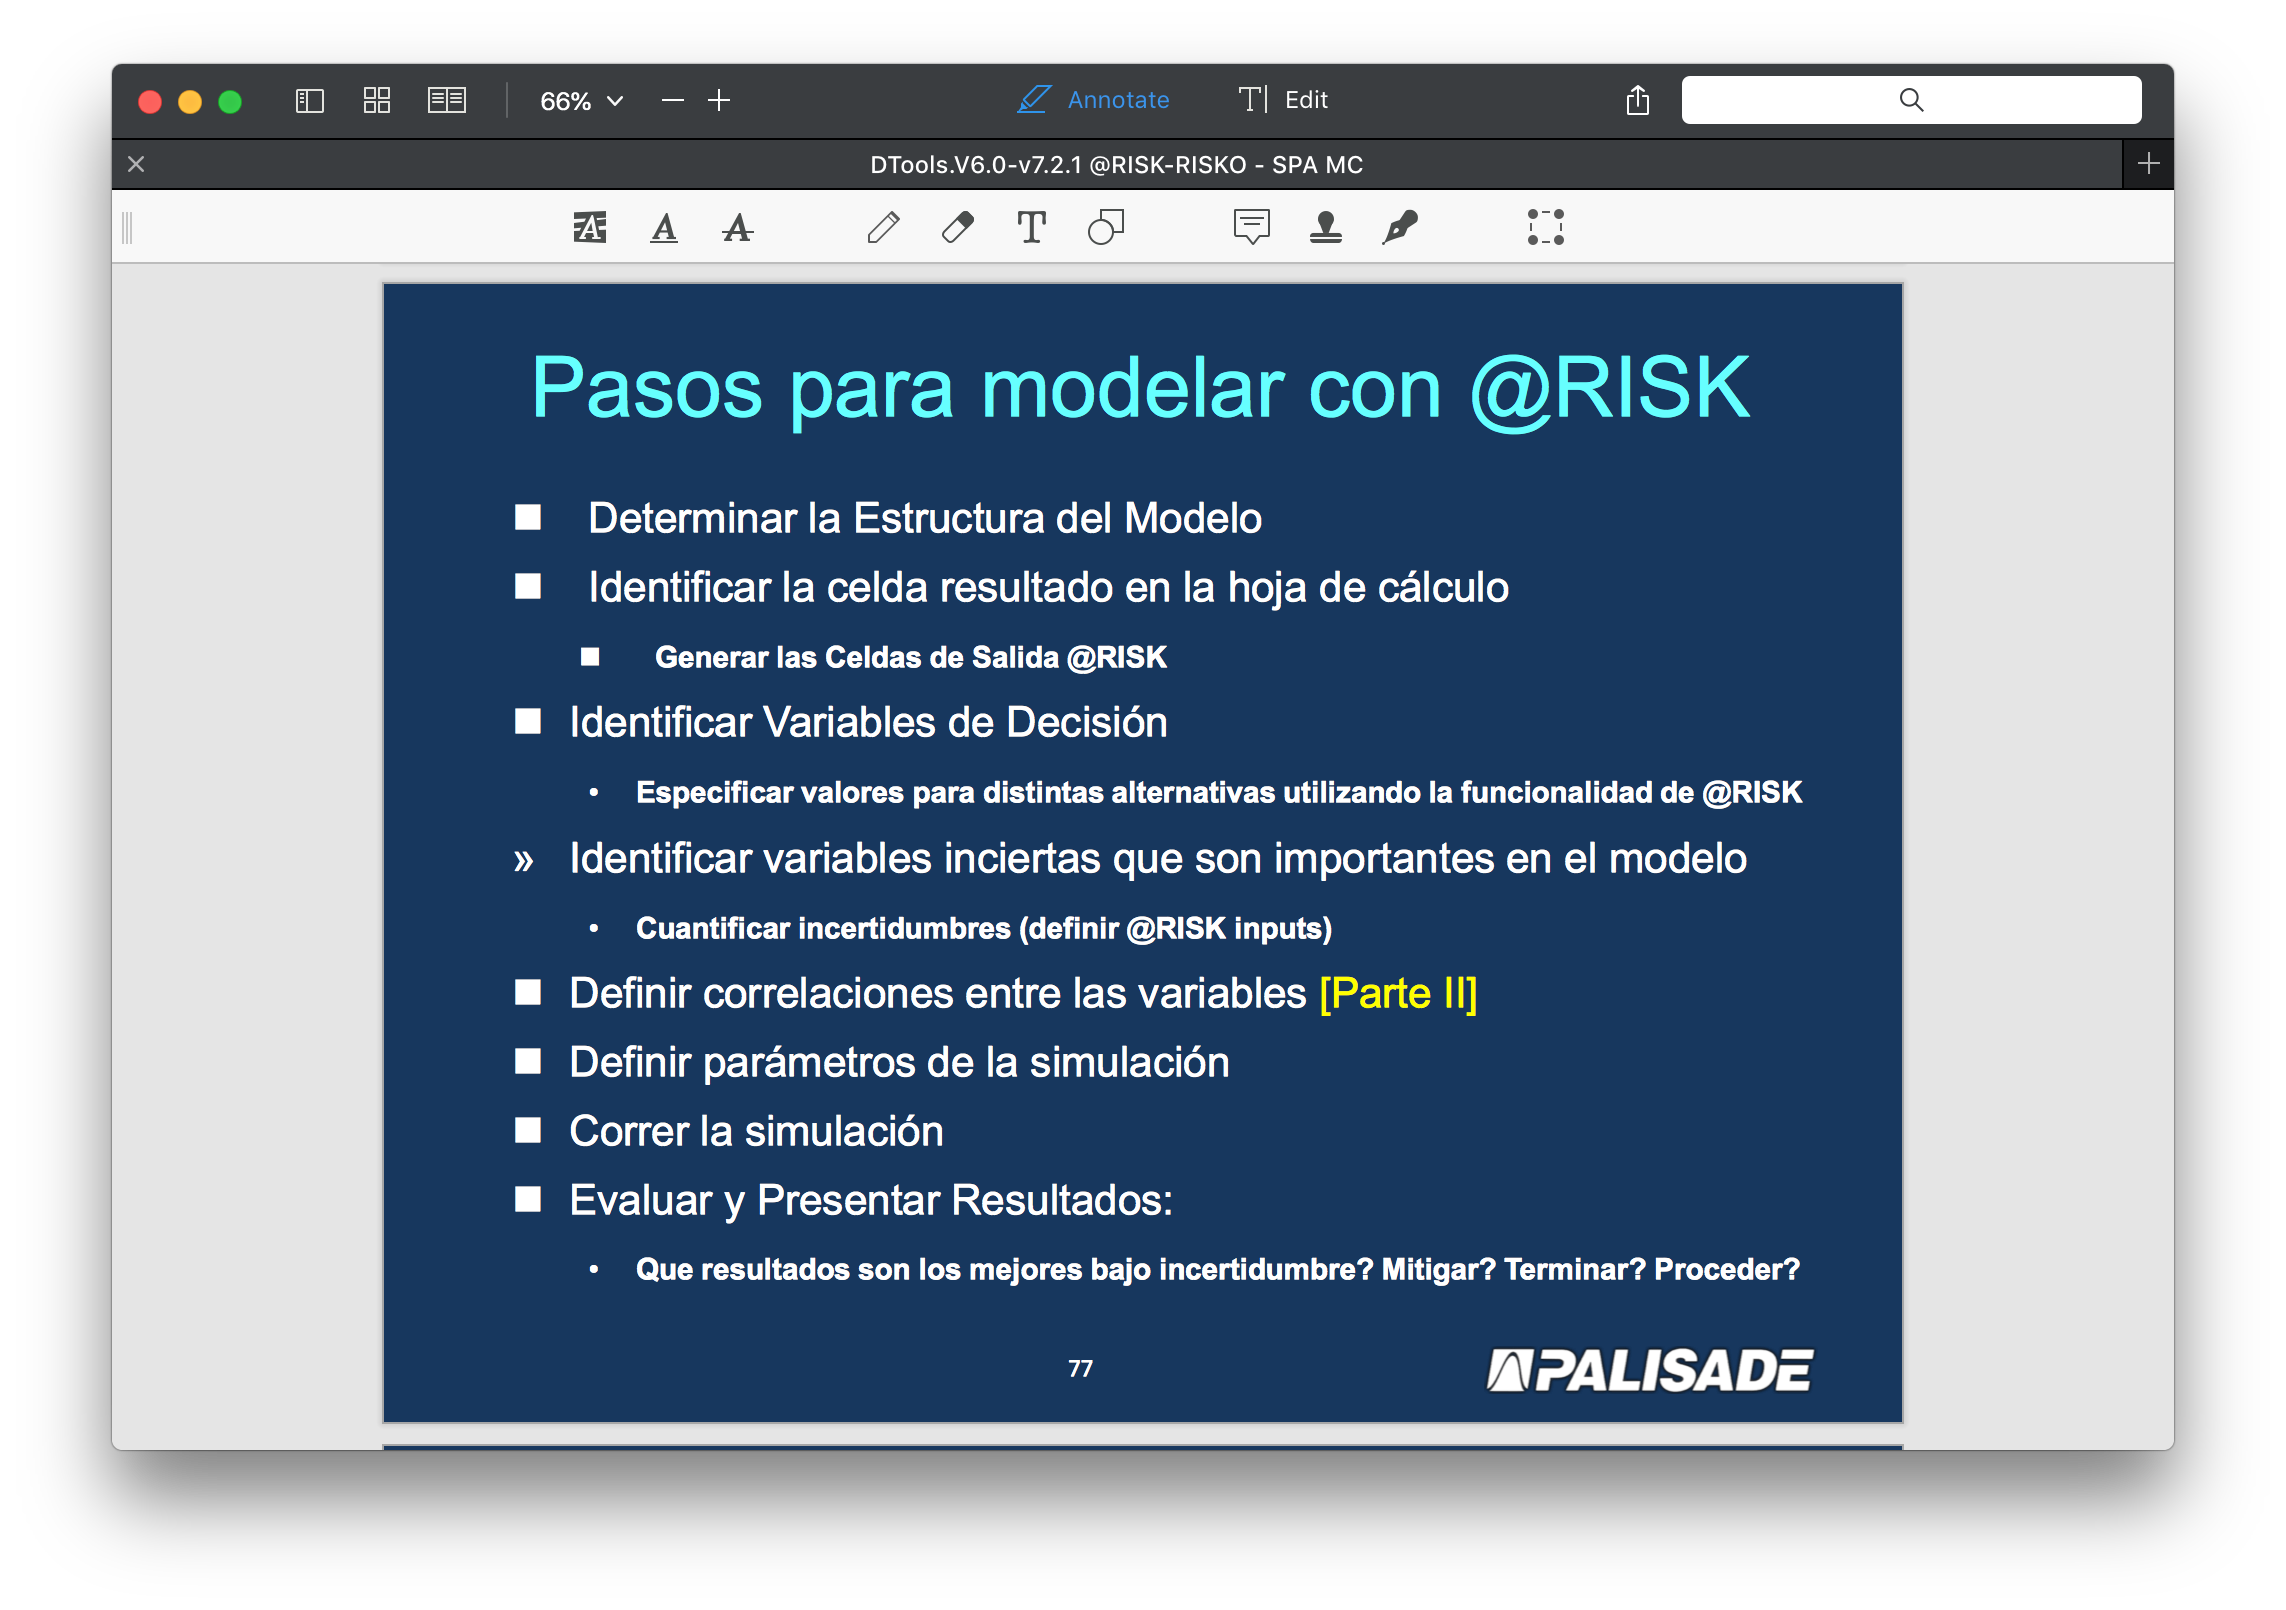 66%
Annotate
Edit
DTools.V6.0-v7.2.1 @RISK-RISKO - SPA MC
Pasos para modelar con @RISK
Determinar la Estructura del Modelo
Identificar la celda resultado en la hoja de cálculo
Generar las Celdas de Salida @RISK
Identificar Variables de Decisión
• Especificar valores para distintas alternativas utilizando la funcionalidad de @RISK
» Identificar variables inciertas que son importantes en el modelo
• Cuantificar incertidumbres (definir @RISK inputs)
Definir correlaciones entre las variables [Parte II]
Definir parámetros de la simulación
Correr la simulación
Evaluar y Presentar Resultados:
• Que resultados son los mejores bajo incertidumbre? Mitigar? Terminar? Proceder?
77
PALISADE